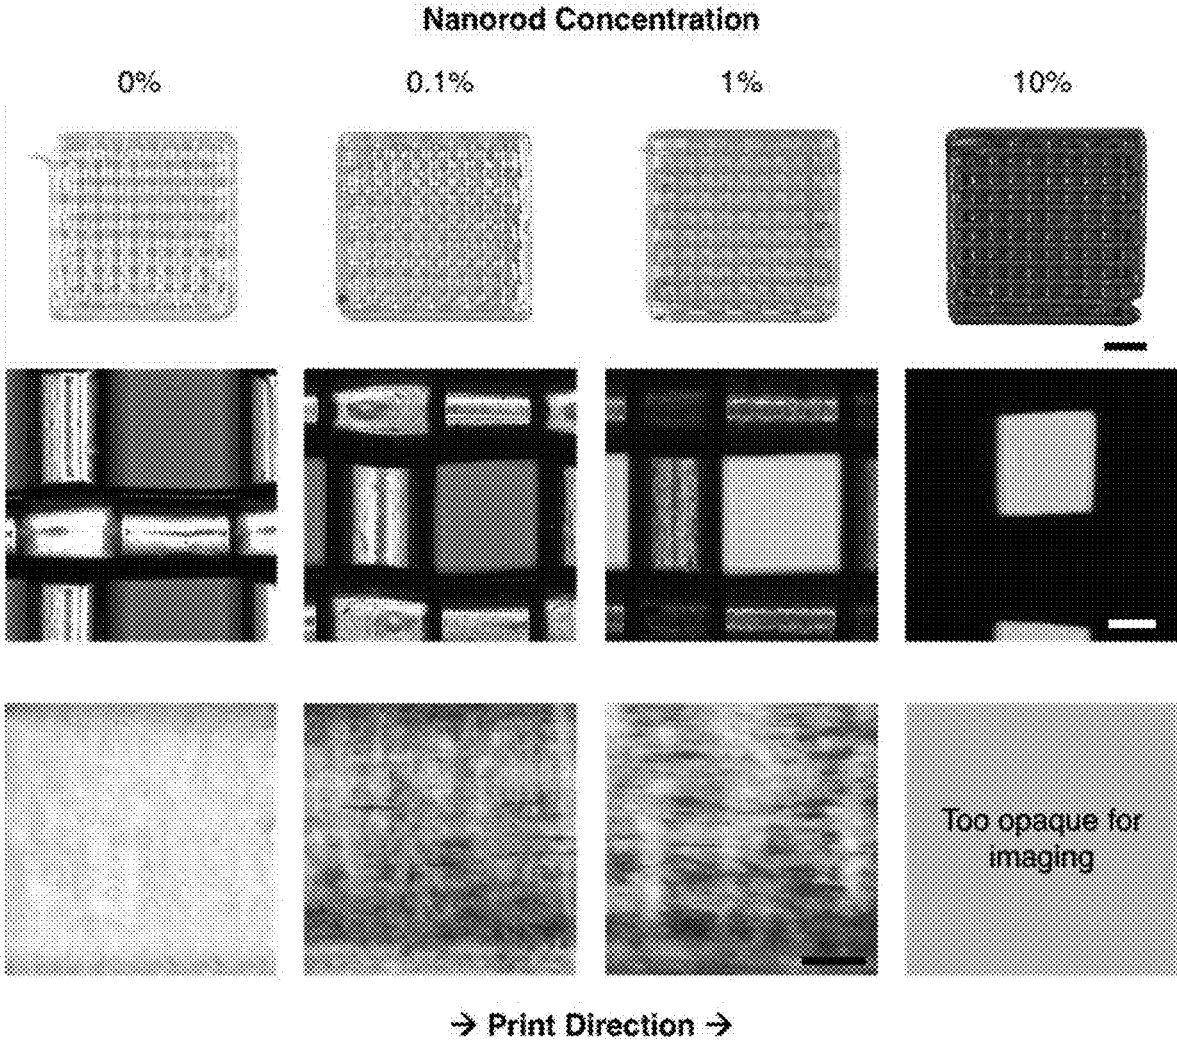 Nanorod Concentration
0% 0.1% 1% 10%
Too opaque for
imaging
→ Print Direction →